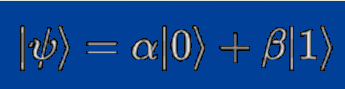 |ψ⟩ = α|0⟩ + β|1⟩